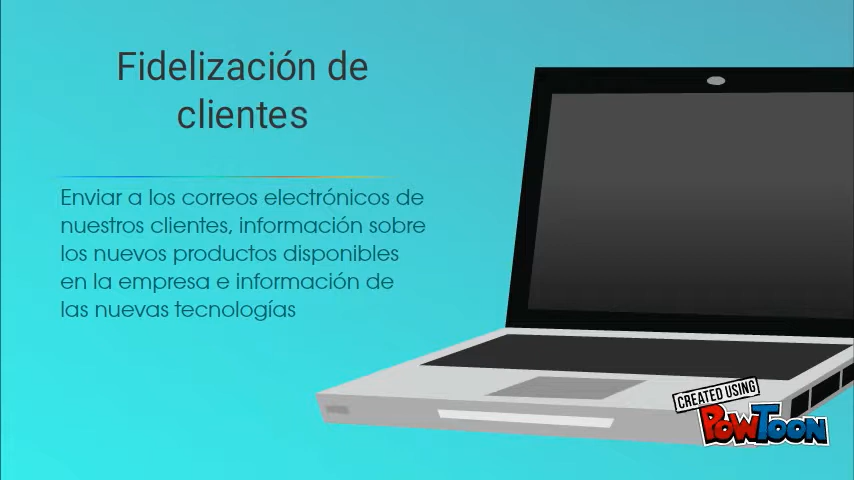 Fidelización de
clientes
Enviar a los correos electrónicos de
nuestros clientes, información sobre
los nuevos productos disponibles
en la empresa e información de
las nuevas tecnologías
CREATED USING
POWTOON